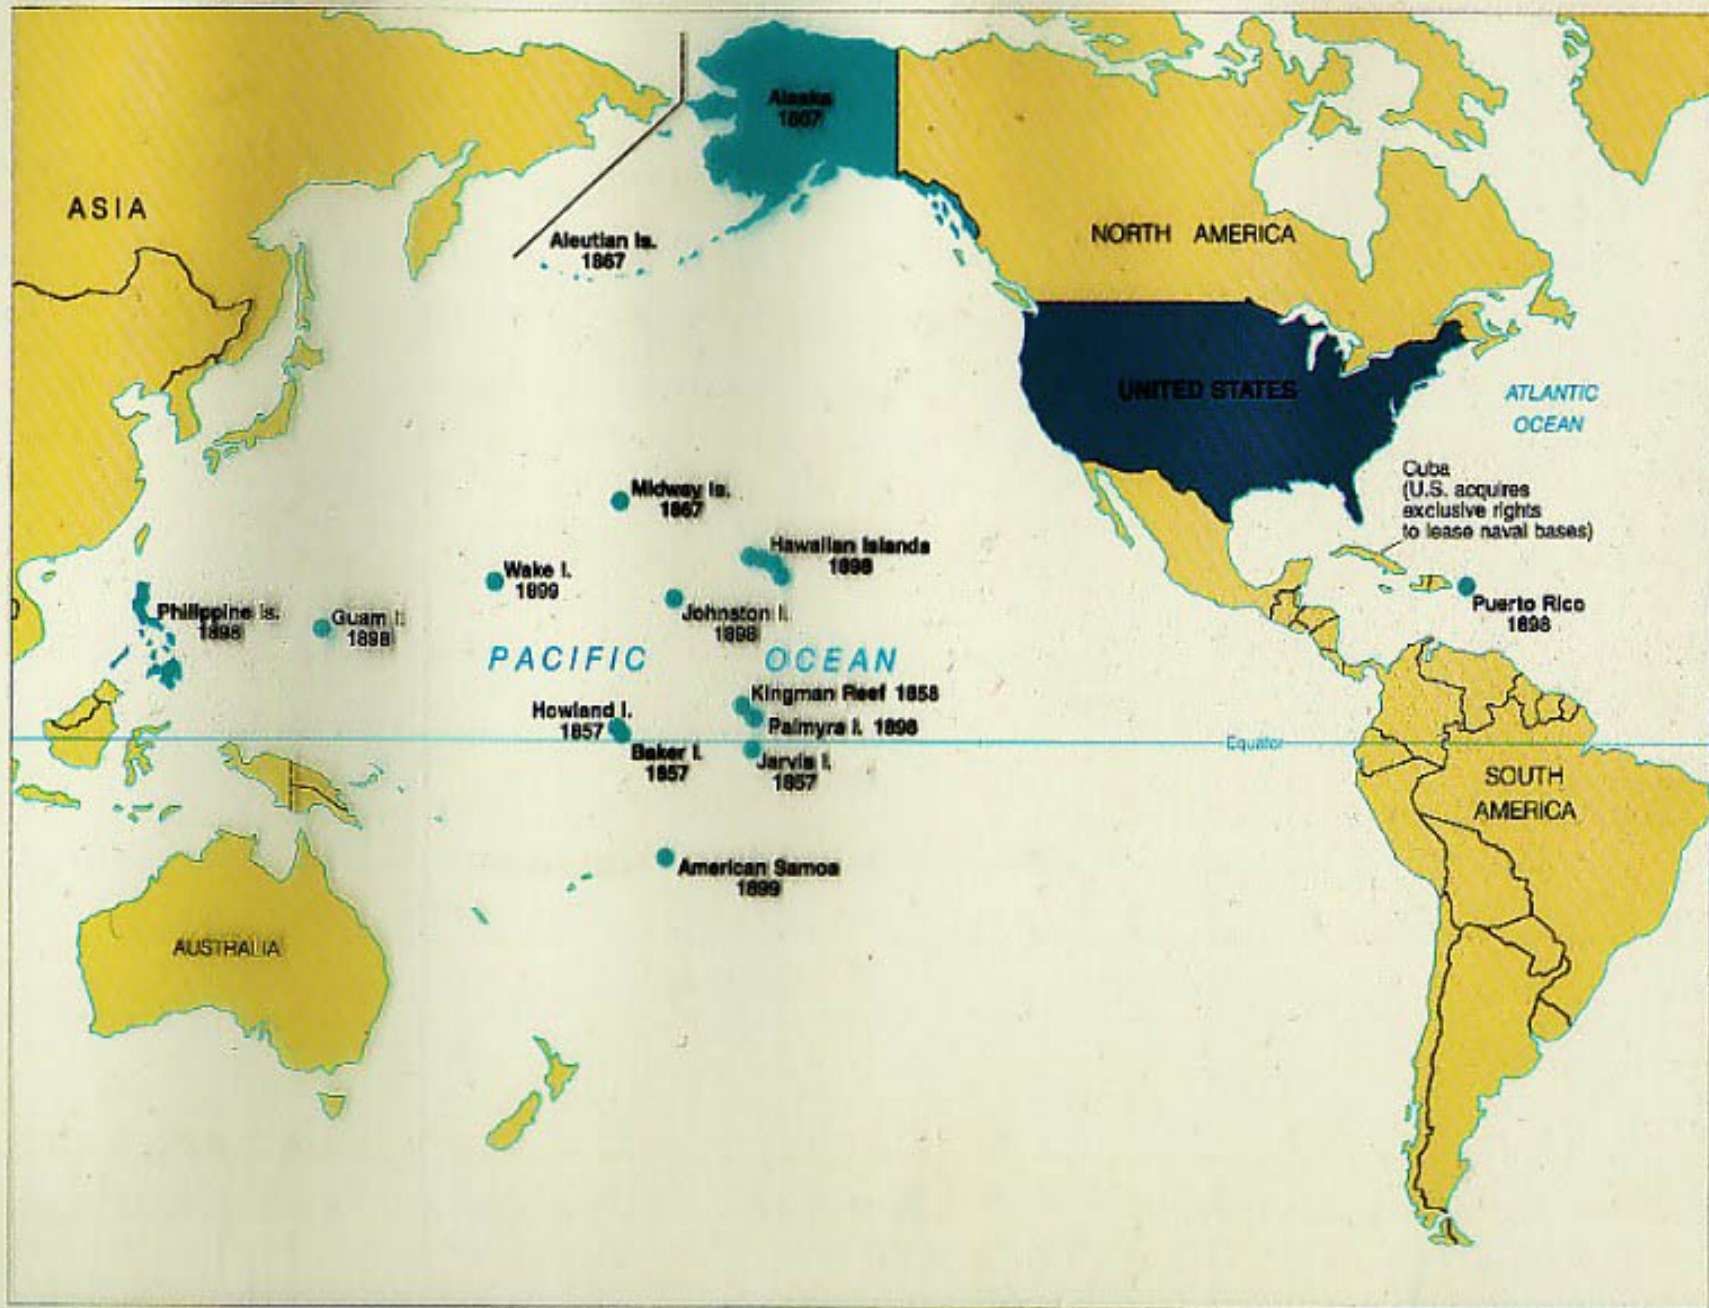 Alaska
1867
ASIA
NORTH AMERICA
Aleutian Is.
1867
UNITED STATES
ATLANTIC
OCEAN
Cuba
(U.S. acquires
exclusive rights
to lease naval bases)
Midway Is.
1867
Hawaiian Islands
1898
Wake I.
1899
Johnston I.
1898
Philippine Is.
1898
Guam I.
1898
Puerto Rico
1898
PACIFIC OCEAN
Kingman Reef 1858
Howland I.
1857
Palmyra I. 1898
Baker I.
1857
Jarvis I.
1857
Equator
SOUTH
AMERICA
American Samoa
1899
AUSTRALIA